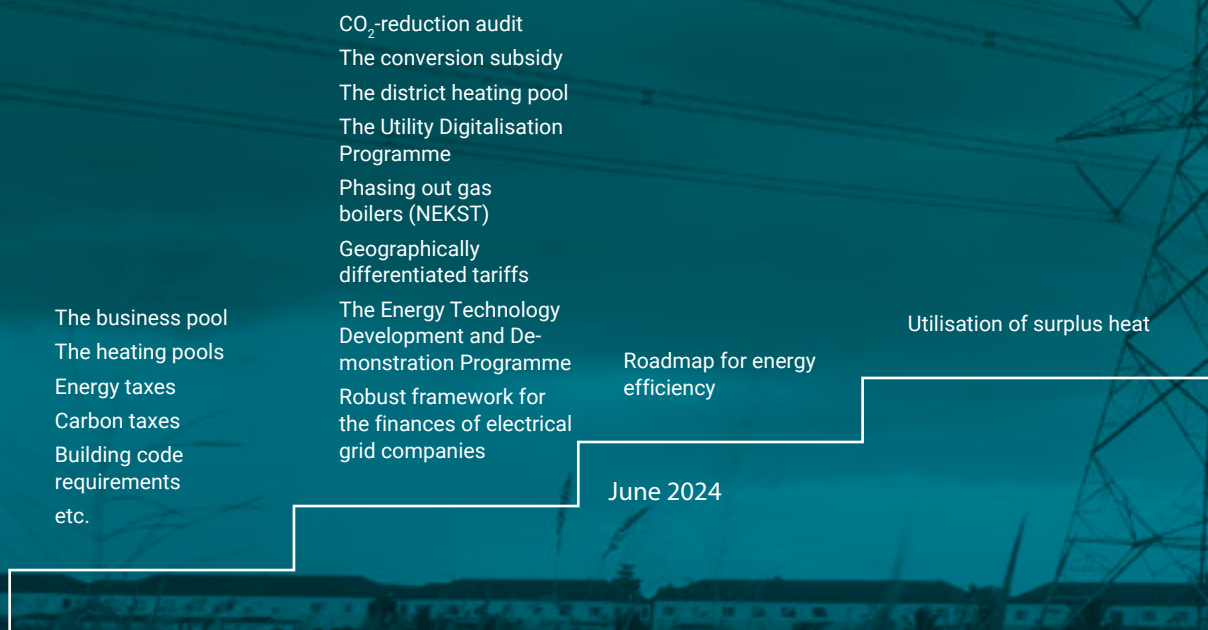 The business pool
The heating pools
Energy taxes
Carbon taxes
Building code
requirements
etc.
CO₂-reduction audit
The conversion subsidy
The district heating pool
The Utility Digitalisation
Programme
Phasing out gas
boilers (NEKST)
Geographically
differentiated tariffs
The Energy Technology
Development and De-
monstration Programme
Robust framework for
the finances of electrical
grid companies
Roadmap for energy
efficiency
June 2024
Utilisation of surplus heat